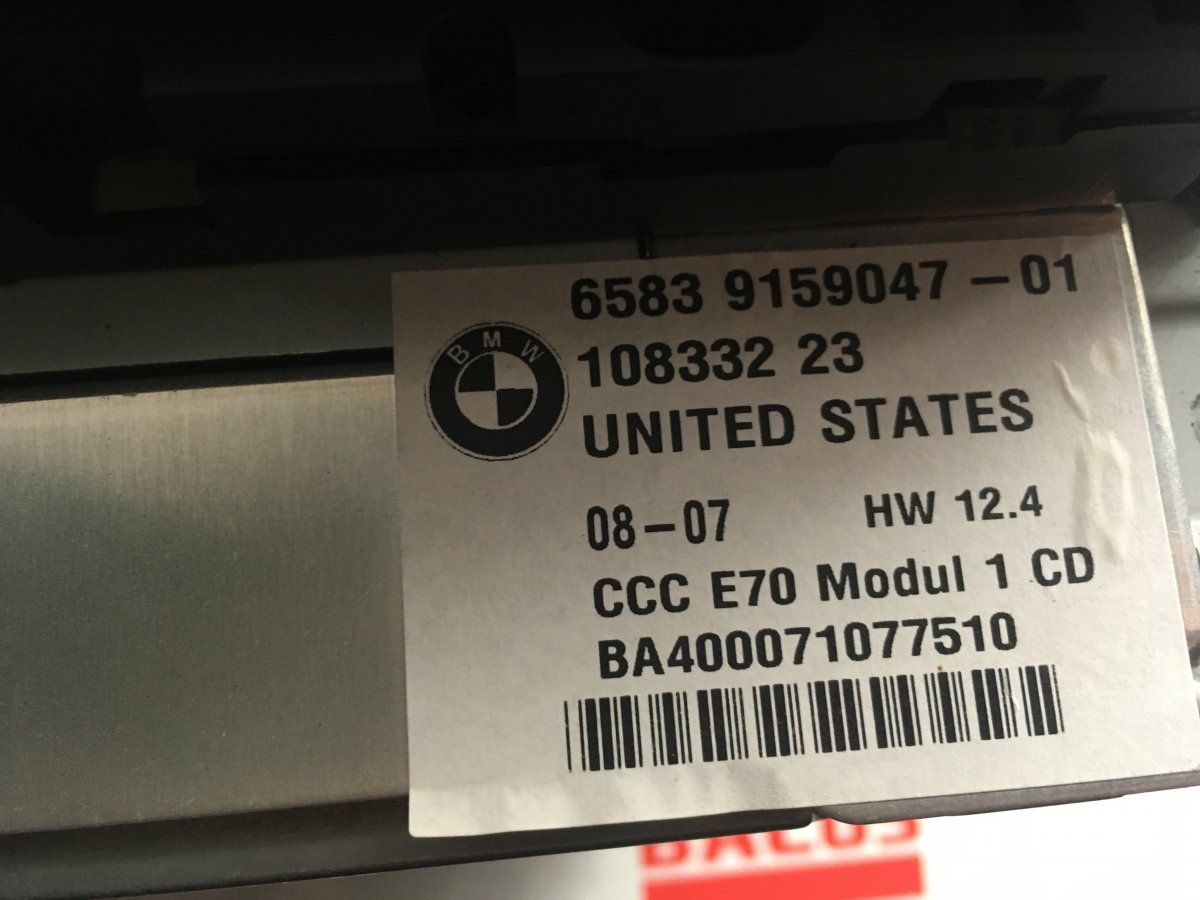 6583 9159047-01
BMW
108332 23
UNITED STATES
08-07 HW 12.4
CCC E70 Modul 1 CD
BA400071077510
BACUS